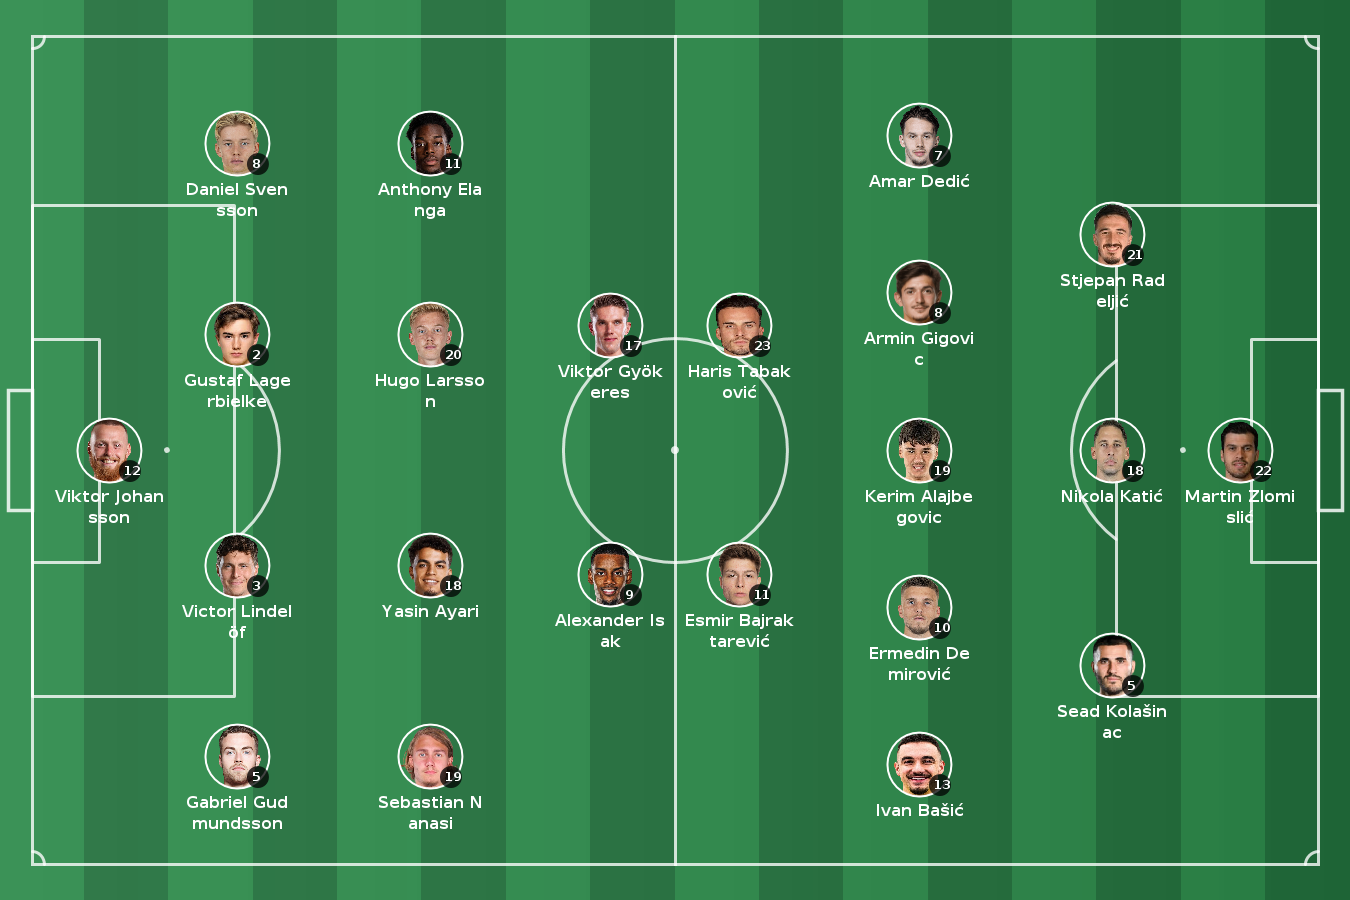 8
Daniel Sven
sson
11
Anthony Ela
nga
7
Amar Dedić
21
Stjepan Rad
eljić
2
Gustaf Lage
rbielke
20
Hugo Larsso
n
17
Viktor Gyök
eres
23
Haris Tabak
ović
8
Armin Gigovi
c
12
Viktor Johan
sson
19
Kerim Alajbe
govic
18
Nikola Katić
22
Martin Zlomi
slić
3
Victor Lindel
öf
18
Yasin Ayari
9
Alexander Is
ak
11
Esmir Bajrak
tarević
10
Ermedin De
mirović
5
Sead Kolašin
ac
5
Gabriel Gud
mundsson
19
Sebastian N
anasi
13
Ivan Bašić